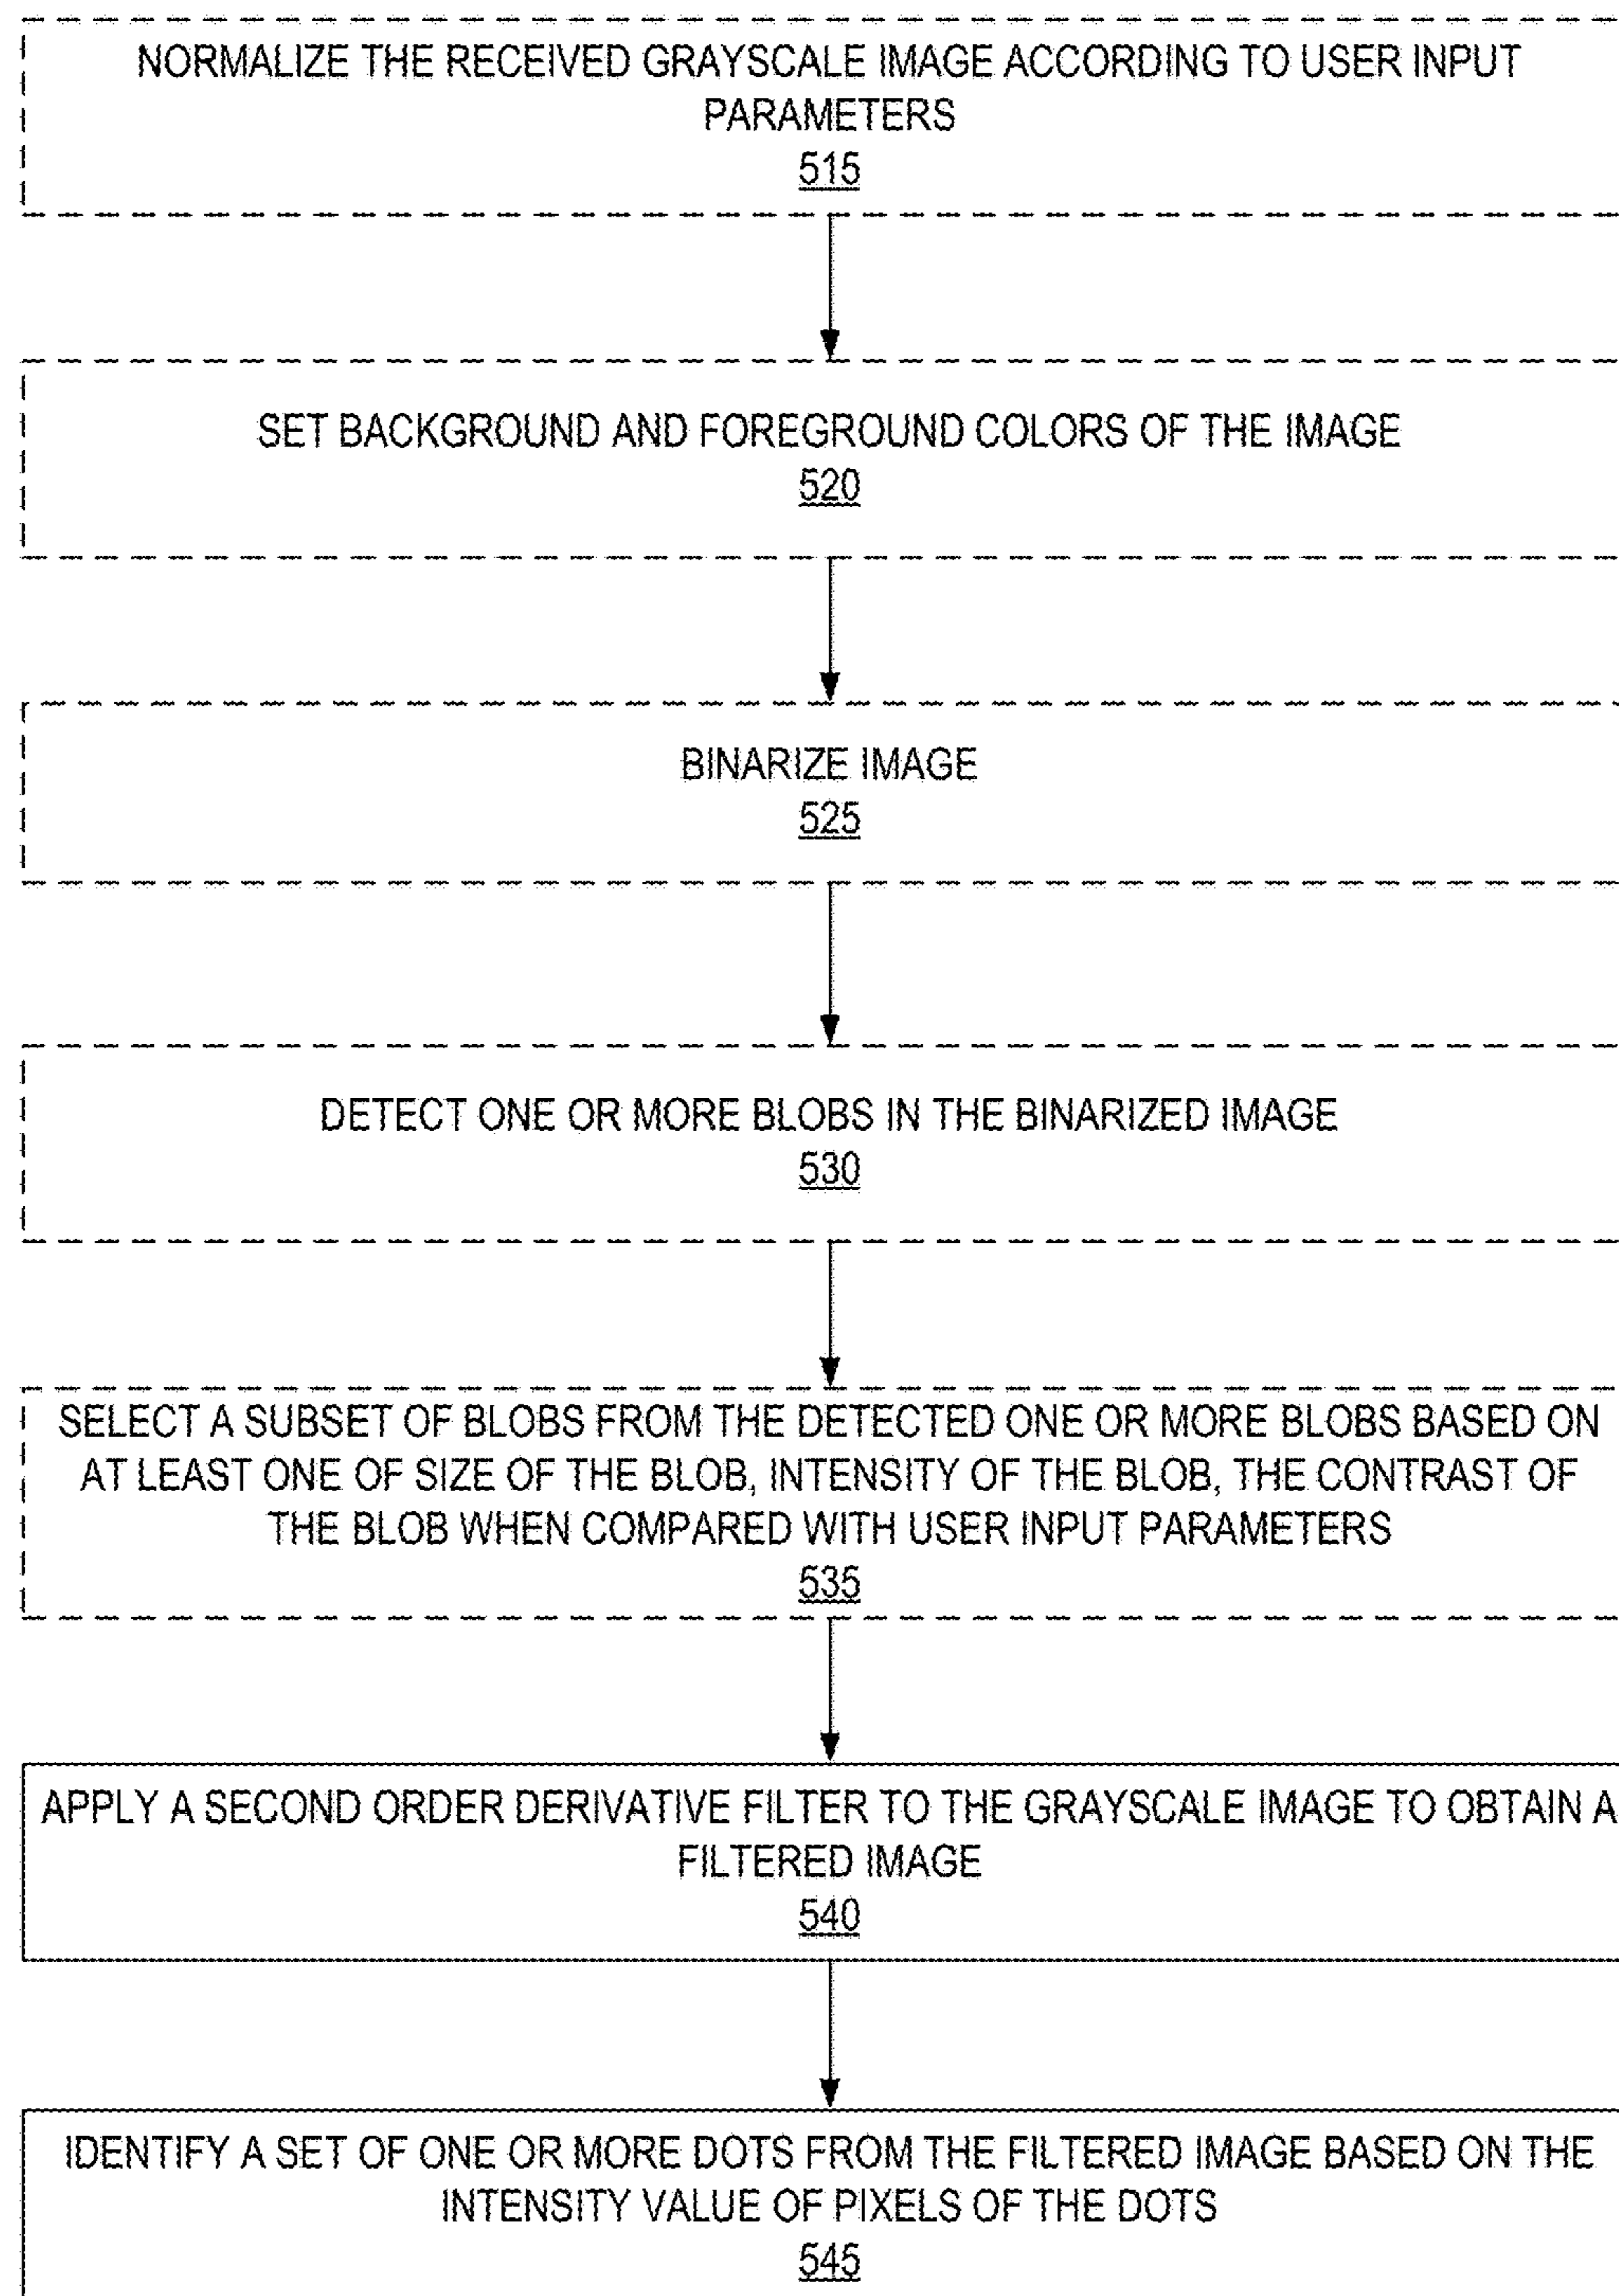 NORMALIZE THE RECEIVED GRAYSCALE IMAGE ACCORDING TO USER INPUT
PARAMETERS
515
SET BACKGROUND AND FOREGROUND COLORS OF THE IMAGE
520
BINARIZE IMAGE
525
DETECT ONE OR MORE BLOBS IN THE BINARIZED IMAGE
530
SELECT A SUBSET OF BLOBS FROM THE DETECTED ONE OR MORE BLOBS BASED ON
AT LEAST ONE OF SIZE OF THE BLOB, INTENSITY OF THE BLOB, THE CONTRAST OF
THE BLOB WHEN COMPARED WITH USER INPUT PARAMETERS
535
APPLY A SECOND ORDER DERIVATIVE FILTER TO THE GRAYSCALE IMAGE TO OBTAIN A
FILTERED IMAGE
540
IDENTIFY A SET OF ONE OR MORE DOTS FROM THE FILTERED IMAGE BASED ON THE
INTENSITY VALUE OF PIXELS OF THE DOTS
545